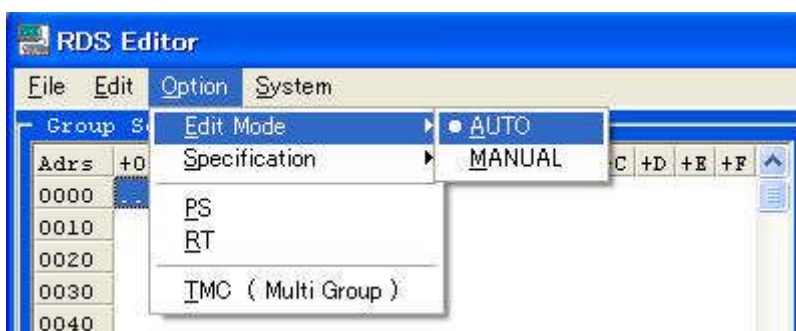 RDS Editor
File Edit Option System
Edit Mode
AUTO
Specification
MANUAL
PS
RT
TMC ( Multi Group )
Group
Adrs +0 +D +E +F
0000
0010
0020
0030
0040